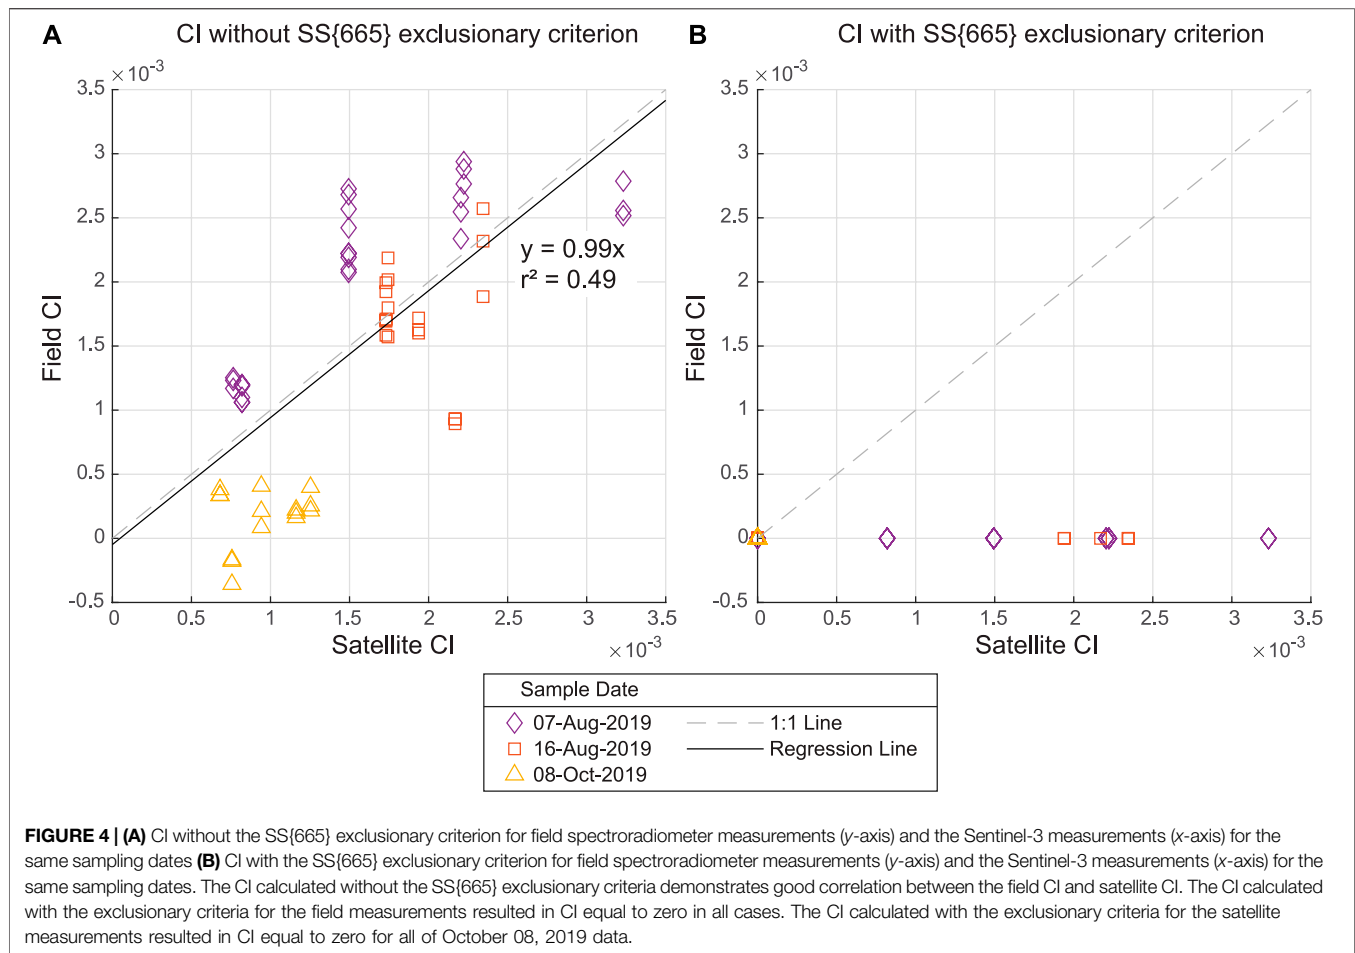 A CI without SS{665} exclusionary criterion
×10⁻³
3.5
3
2.5
2
1.5
1
0.5
0
-0.5
Field CI
y = 0.99x
r² = 0.49
0 0.5 1 1.5 2 2.5 3 3.5
Satellite CI
×10⁻³
B CI with SS{665} exclusionary criterion
×10⁻³
3.5
3
2.5
2
1.5
1
0.5
0
-0.5
Field CI
0 0.5 1 1.5 2 2.5 3 3.5
Satellite CI
×10⁻³
Sample Date
07-Aug-2019 1:1 Line
16-Aug-2019 Regression Line
08-Oct-2019
FIGURE 4 | (A) CI without the SS{665} exclusionary criterion for field spectroradiometer measurements (y-axis) and the Sentinel-3 measurements (x-axis) for the
same sampling dates (B) CI with the SS{665} exclusionary criterion for field spectroradiometer measurements (y-axis) and the Sentinel-3 measurements (x-axis) for the
same sampling dates. The CI calculated without the SS{665} exclusionary criteria demonstrates good correlation between the field CI and satellite CI. The CI calculated
with the exclusionary criteria for the field measurements resulted in CI equal to zero in all cases. The CI calculated with the exclusionary criteria for the satellite
measurements resulted in CI equal to zero for all of October 08, 2019 data.